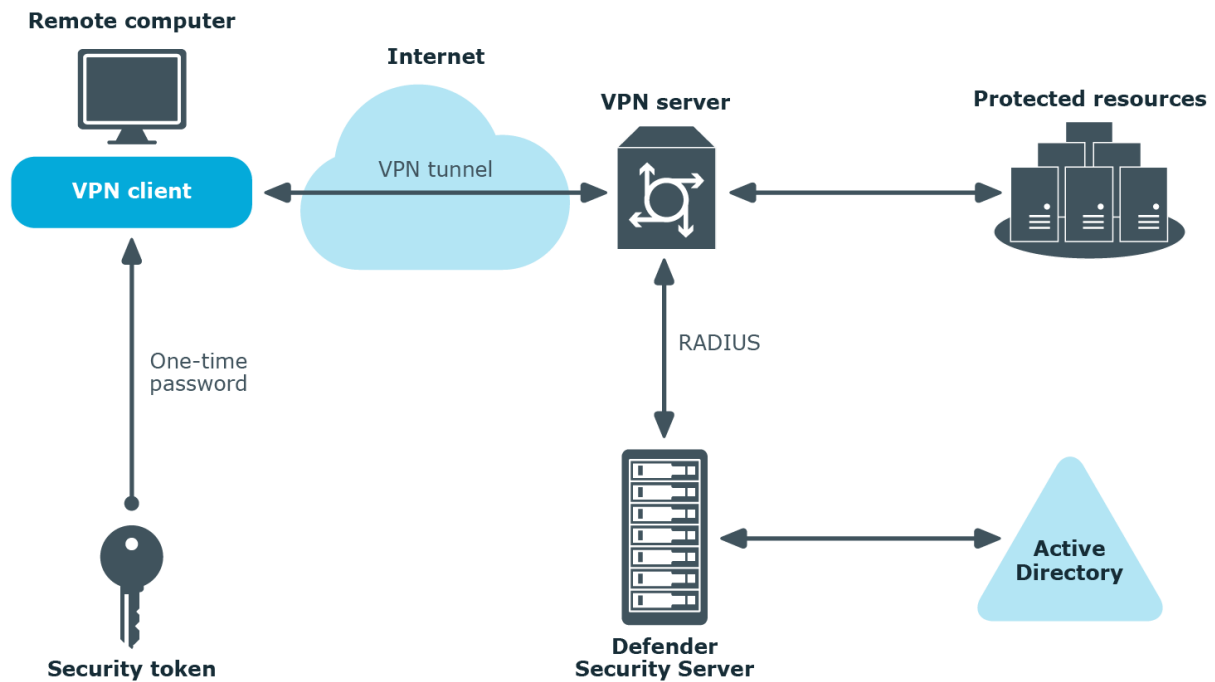 Remote computer
Internet
VPN server
Protected resources
VPN tunnel
VPN client
RADIUS
One-time
password
Active
Directory
Defender
Security Server
Security token